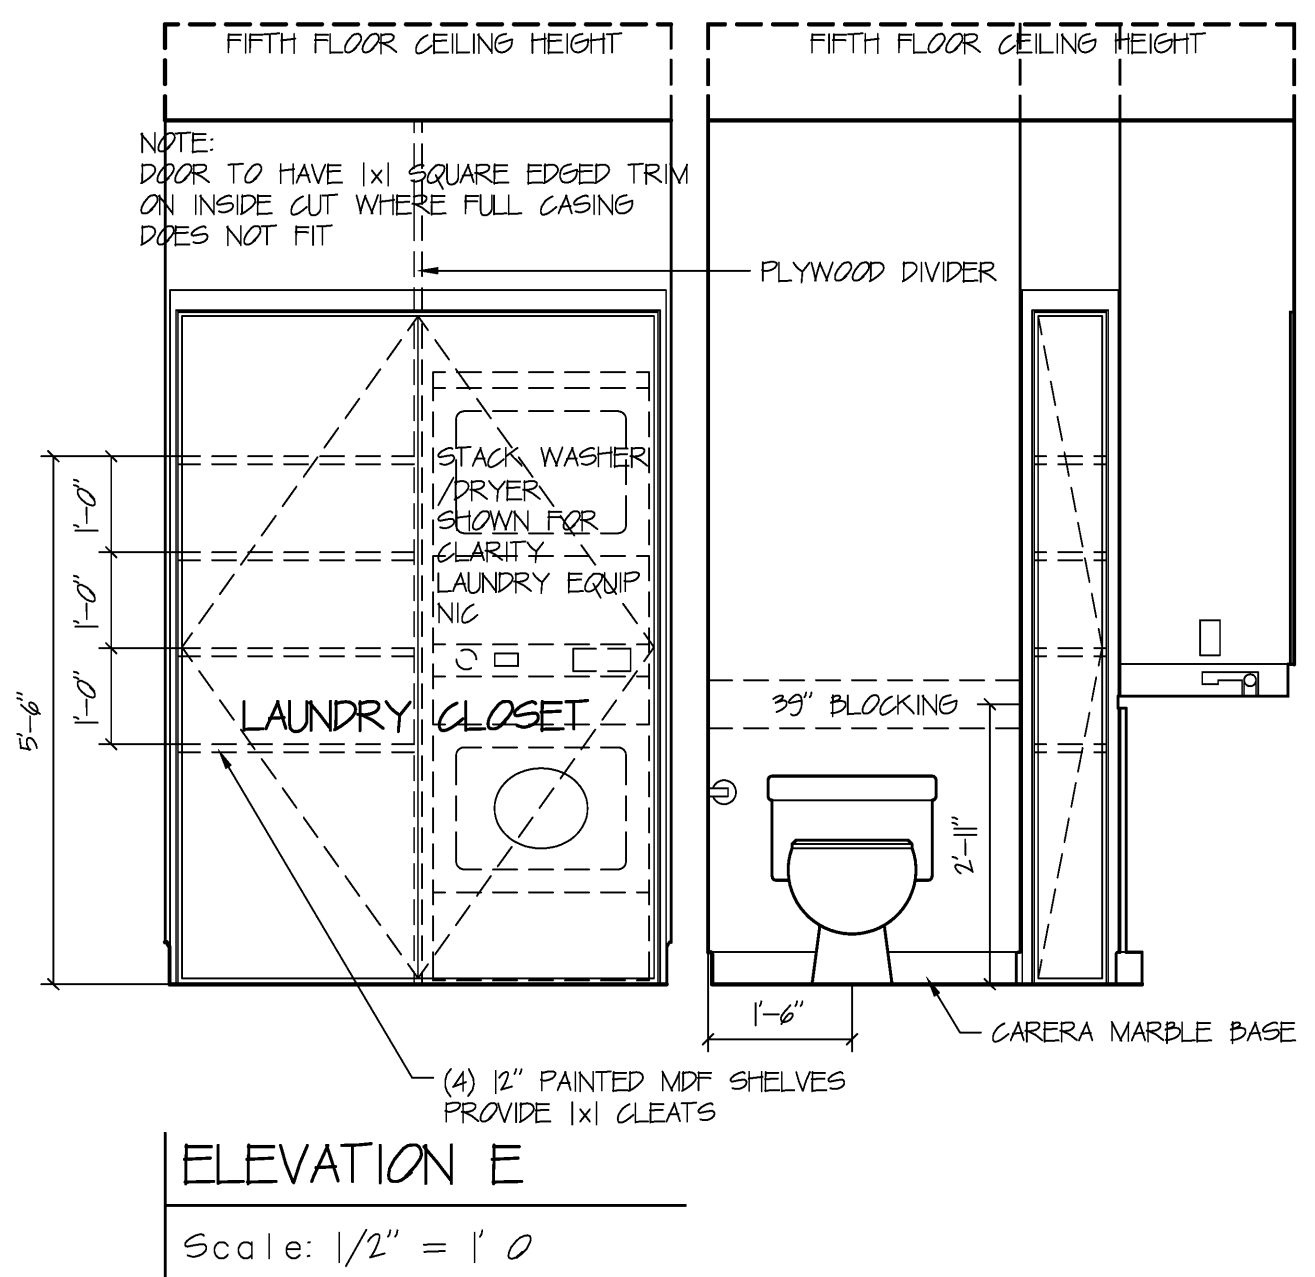 FIFTH FLOOR CEILING HEIGHT
FIFTH FLOOR CEILING HEIGHT
NOTE:
DOOR TO HAVE 1x1 SQUARE EDGED TRIM
ON INSIDE CUT WHERE FULL CASING
DOES NOT FIT
PLYWOOD DIVIDER
STACK WASHER
/DRYER
SHOWN FOR
CLARITY
LAUNDRY EQUIP
NIC
1'-0"
1'-0"
1'-0"
5'-6"
LAUNDRY CLOSET
39" BLOCKING
2'-11"
1'-6"
CARERA MARBLE BASE
(4) 12" PAINTED MDF SHELVES
PROVIDE 1x1 CLEATS
ELEVATION E
Scale: 1/2" = 1' 0